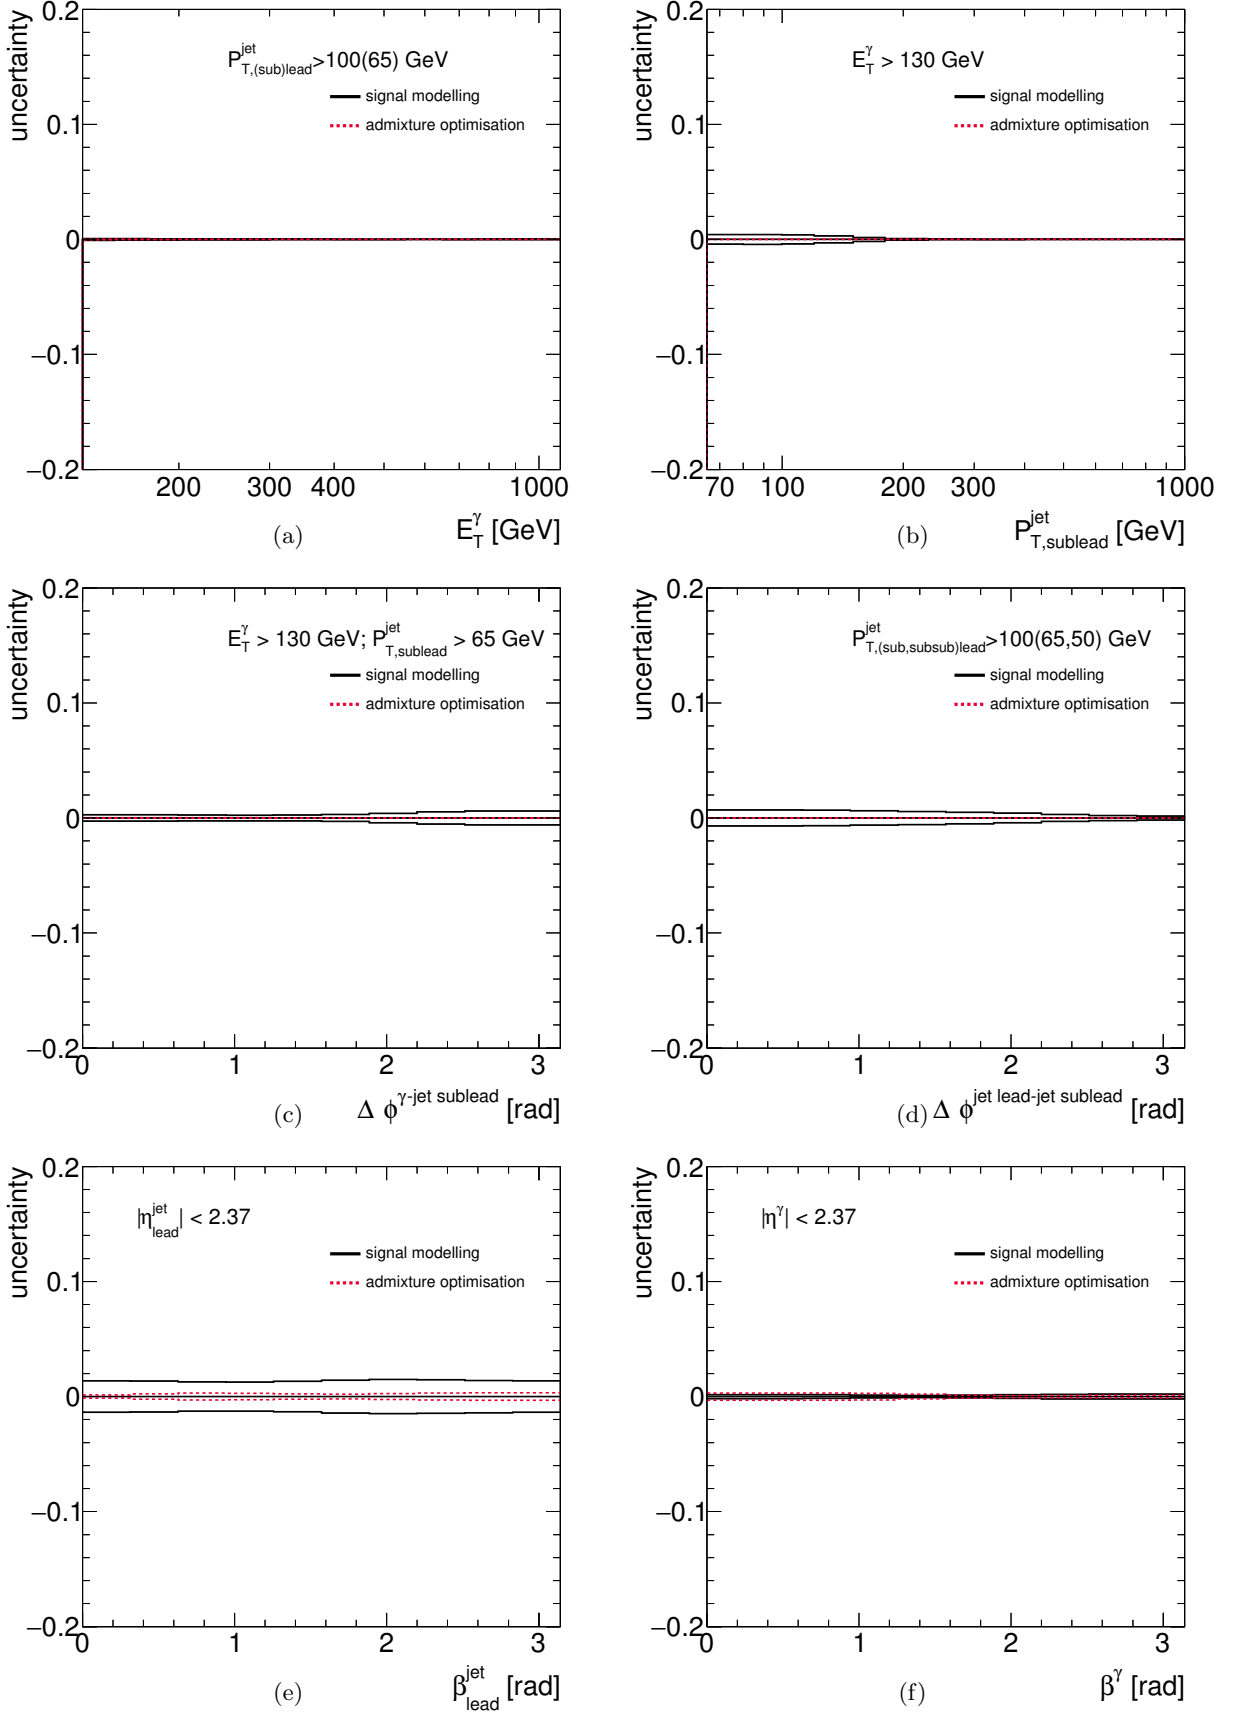 uncertainty
0.2
0.1
0
−0.1
−0.2
P^jet_T,(sub)lead>100(65) GeV
signal modelling
admixture optimisation
200 300 400 1000
(a) E^γ_T [GeV]
uncertainty
0.2
0.1
0
−0.1
−0.2
E^γ_T > 130 GeV
signal modelling
admixture optimisation
70 100 200 300 1000
(b) P^jet_T,sublead [GeV]
uncertainty
0.2
0.1
0
−0.1
−0.2
E^γ_T > 130 GeV; P^jet_T,sublead > 65 GeV
signal modelling
admixture optimisation
0 1 2 3
(c) Δ ϕ^γ-jet sublead [rad]
uncertainty
0.2
0.1
0
−0.1
−0.2
P^jet_T,(sub,subsub)lead>100(65,50) GeV
signal modelling
admixture optimisation
0 1 2 3
(d) Δ ϕ^jet lead-jet sublead [rad]
uncertainty
0.2
0.1
0
−0.1
−0.2
|η^jet_lead| < 2.37
signal modelling
admixture optimisation
0 1 2 3
(e) β^jet_lead [rad]
uncertainty
0.2
0.1
0
−0.1
−0.2
|η^γ| < 2.37
signal modelling
admixture optimisation
0 1 2 3
(f) β^γ [rad]